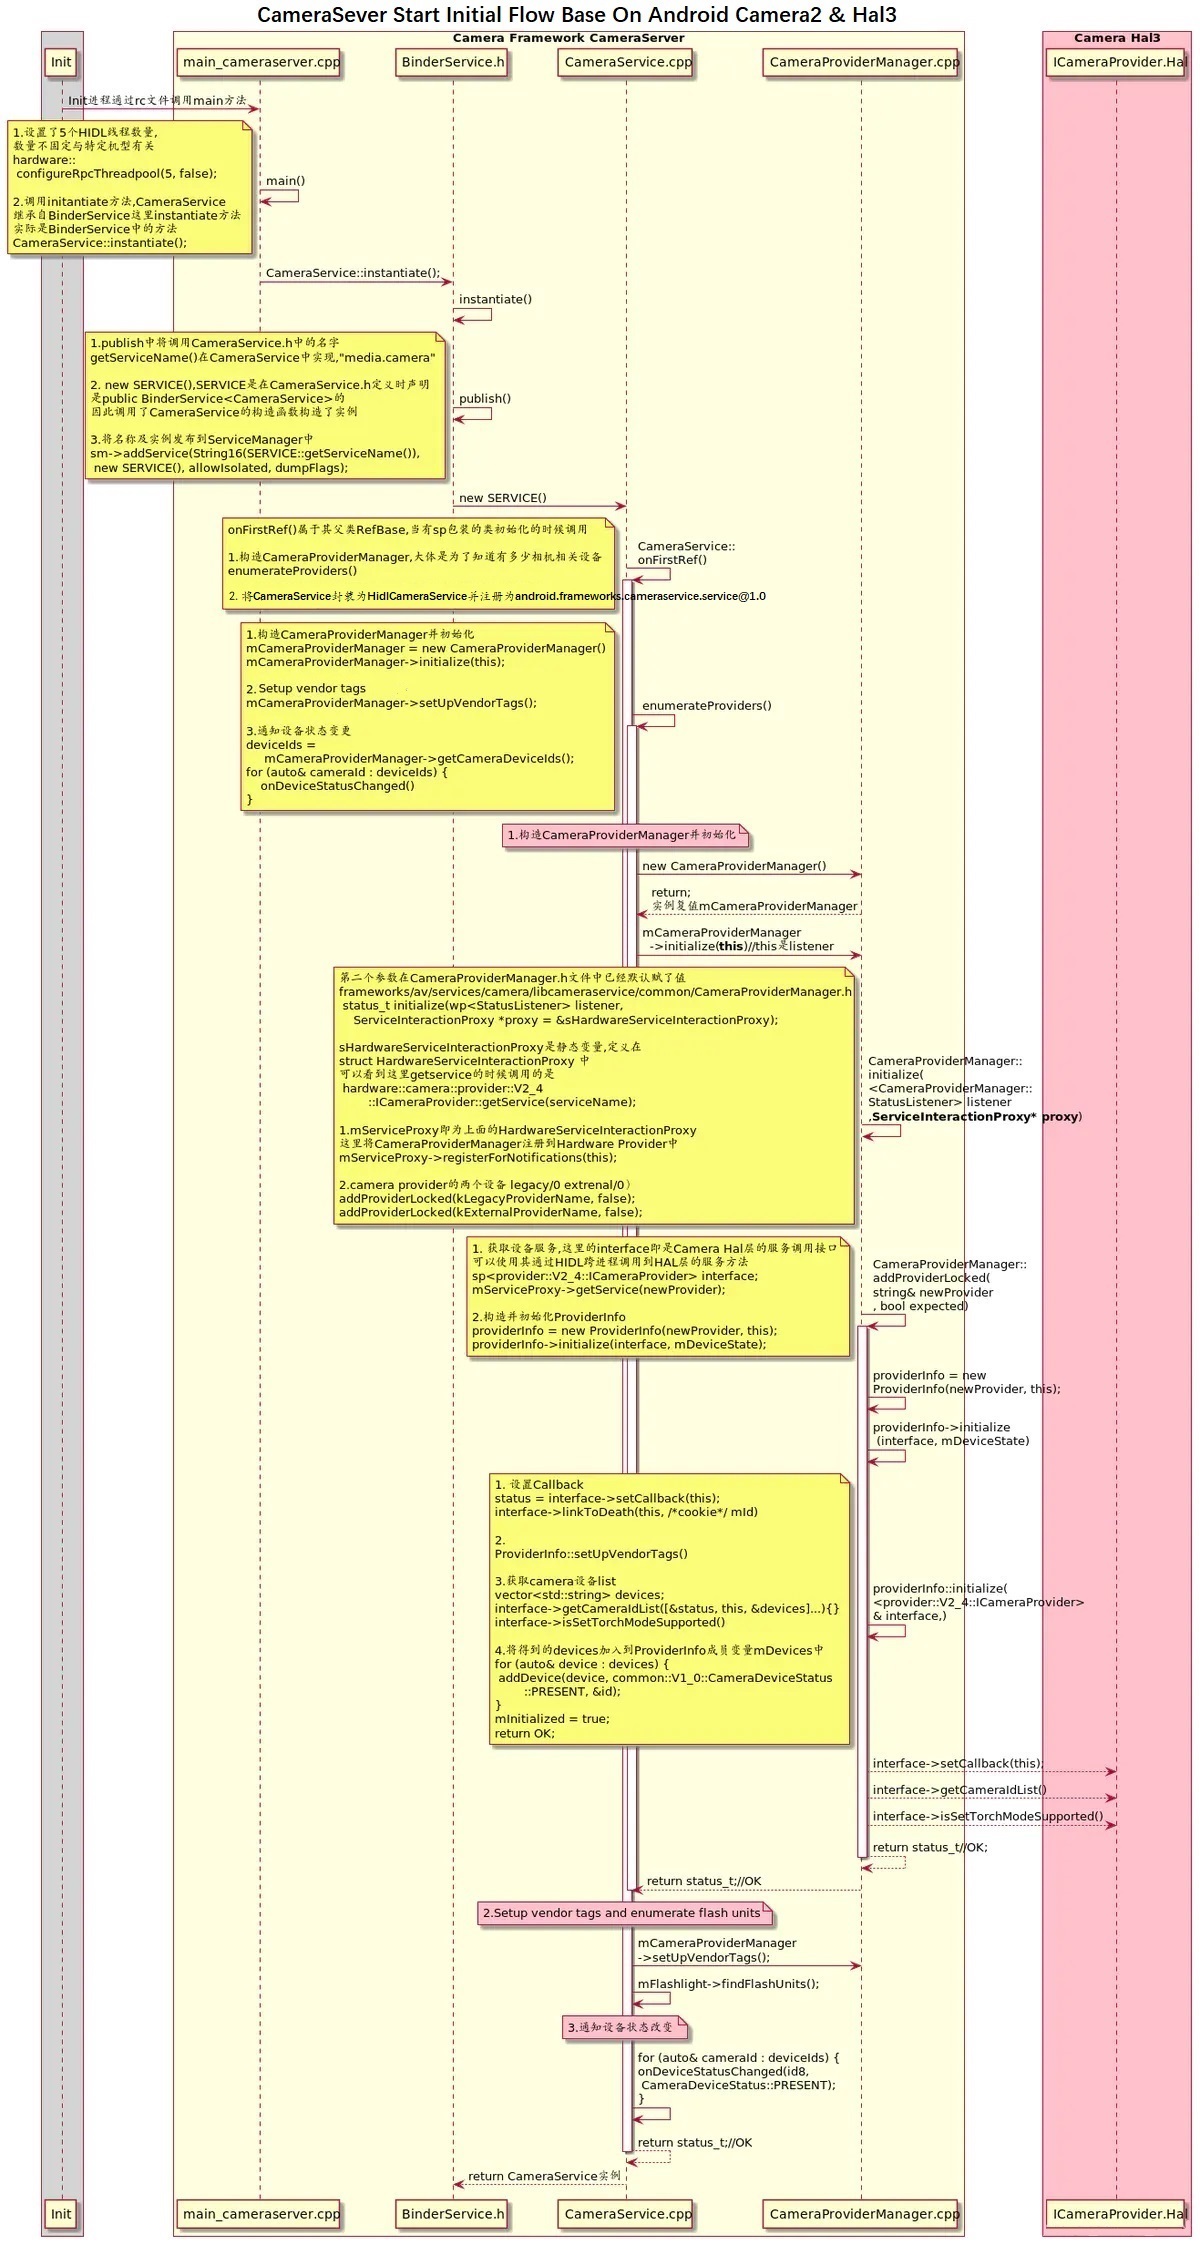 CameraSever Start Initial Flow Base On Android Camera2 & Hal3
Camera Framework CameraServer
Camera Hal3
Init
main_cameraserver.cpp
BinderService.h
CameraService.cpp
CameraProviderManager.cpp
ICameraProvider.Hal
Init进程通过rc文件调用main方法
1.设置了5个HIDL线程数量,
数量不固定与特定机型有关
hardware::
configureRpcThreadpool(5, false);
2.调用initantiate方法,CameraService
继承自BinderService这里instantiate方法
实际是BinderService中的方法
CameraService::instantiate();
main()
CameraService::instantiate();
instantiate()
1.publish中将调用CameraService.h中的名字
getServiceName()在CameraService中实现,"media.camera"
2. new SERVICE(),SERVICE是在CameraService.h定义时声明
是public BinderService<CameraService>的
因此调用了CameraService的构造函数构造了实例
3.将名称及实例发布到ServiceManager中
sm->addService(String16(SERVICE::getServiceName()),
new SERVICE(), allowIsolated, dumpFlags);
publish()
new SERVICE()
onFirstRef()属于其父类RefBase,当有sp包装的类初始化的时候调用
1.构造CameraProviderManager,大体是为了知道有多少相机相关设备
enumerateProviders()
2. 将CameraService封装为HidlCameraService并注册为android.frameworks.cameraservice.service@1.0
CameraService::
onFirstRef()
1.构造CameraProviderManager并初始化
mCameraProviderManager = new CameraProviderManager()
mCameraProviderManager->initialize(this);
2.Setup vendor tags
mCameraProviderManager->setUpVendorTags();
3.通知设备状态变更
deviceIds =
mCameraProviderManager->getCameraDeviceIds();
for (auto& cameraId : deviceIds) {
onDeviceStatusChanged()
}
enumerateProviders()
1.构造CameraProviderManager并初始化
new CameraProviderManager()
return;
实例复值mCameraProviderManager
mCameraProviderManager
->initialize(this)//this是listener
第二个参数在CameraProviderManager.h文件中已经默认赋了值
frameworks/av/services/camera/libcameraservice/common/CameraProviderManager.h
status_t initialize(wp<StatusListener> listener,
ServiceInteractionProxy *proxy = &sHardwareServiceInteractionProxy);
sHardwareServiceInteractionProxy是静态变量,定义在
struct HardwareServiceInteractionProxy 中
可以看到这里getservice的时候调用的是
hardware::camera::provider::V2_4
::ICameraProvider::getService(serviceName);
1.mServiceProxy即为上面的HardwareServiceInteractionProxy
这里将CameraProviderManager注册到Hardware Provider中
mServiceProxy->registerForNotifications(this);
2.camera provider的两个设备 legacy/0 extrenal/0）
addProviderLocked(kLegacyProviderName, false);
addProviderLocked(kExternalProviderName, false);
CameraProviderManager::
initialize(
<CameraProviderManager::
StatusListener> listener
,ServiceInteractionProxy* proxy)
1. 获取设备服务,这里的interface即是Camera Hal层的服务调用接口
可以使用其通过HIDL跨进程调用到HAL层的服务方法
sp<provider::V2_4::ICameraProvider> interface;
mServiceProxy->getService(newProvider);
2.构造并初始化ProviderInfo
providerInfo = new ProviderInfo(newProvider, this);
providerInfo->initialize(interface, mDeviceState);
CameraProviderManager::
addProviderLocked(
string& newProvider
, bool expected)
providerInfo = new
ProviderInfo(newProvider, this);
providerInfo->initialize
(interface, mDeviceState)
1. 设置Callback
status = interface->setCallback(this);
interface->linkToDeath(this, /*cookie*/ mId)
2.
ProviderInfo::setUpVendorTags()
3.获取camera设备list
vector<std::string> devices;
interface->getCameraIdList([&status, this, &devices]...){}
interface->isSetTorchModeSupported()
4.将得到的devices加入到ProviderInfo成员变量mDevices中
for (auto& device : devices) {
addDevice(device, common::V1_0::CameraDeviceStatus
::PRESENT, &id);
}
mInitialized = true;
return OK;
providerInfo::initialize(
<provider::V2_4::ICameraProvider>
& interface,)
interface->setCallback(this);
interface->getCameraIdList()
interface->isSetTorchModeSupported()
return status_t//OK;
return status_t;//OK
2.Setup vendor tags and enumerate flash units
mCameraProviderManager
->setUpVendorTags();
mFlashlight->findFlashUnits();
3.通知设备状态改变
for (auto& cameraId : deviceIds) {
onDeviceStatusChanged(id8,
CameraDeviceStatus::PRESENT);
}
return status_t;//OK
return CameraService实例
Init
main_cameraserver.cpp
BinderService.h
CameraService.cpp
CameraProviderManager.cpp
ICameraProvider.Hal